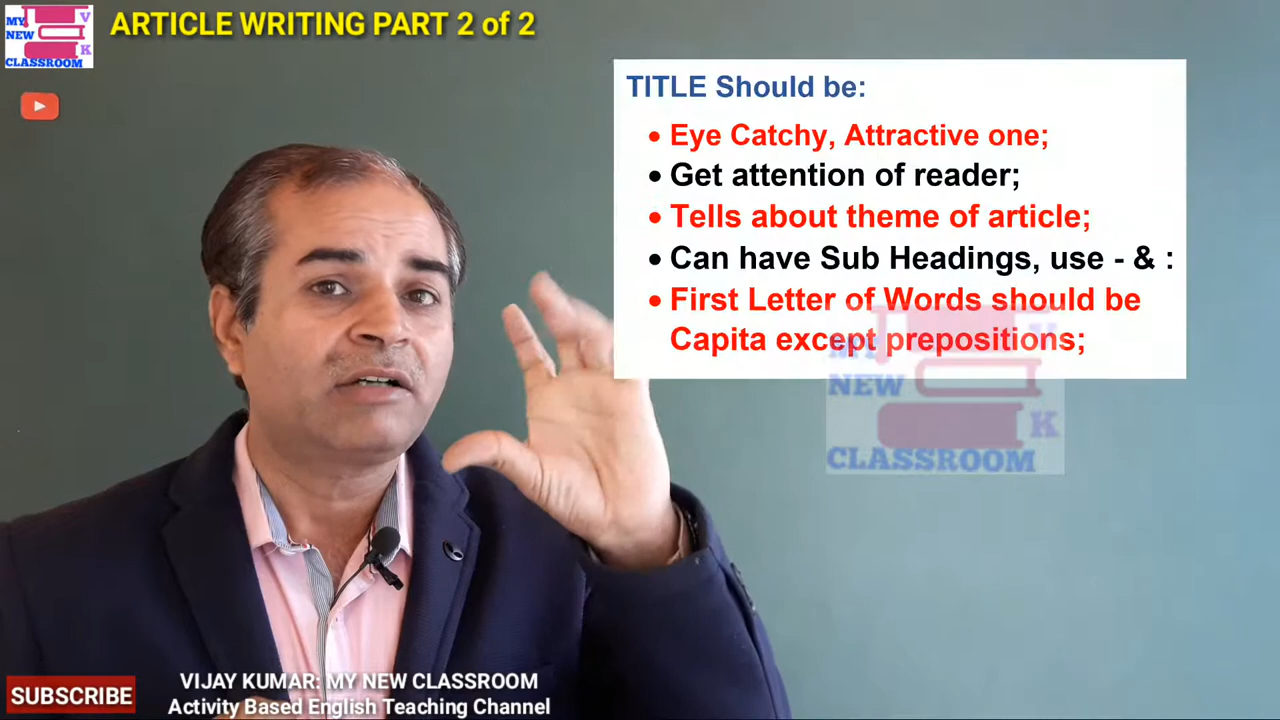 MY
NEW
CLASSROOM
V
K
ARTICLE WRITING PART 2 of 2
TITLE Should be:
• Eye Catchy, Attractive one;
• Get attention of reader;
• Tells about theme of article;
• Can have Sub Headings, use - & :
• First Letter of Words should be
Capita except prepositions;
MY
NEW
CLASSROOM
V
K
SUBSCRIBE
VIJAY KUMAR: MY NEW CLASSROOM
Activity Based English Teaching Channel